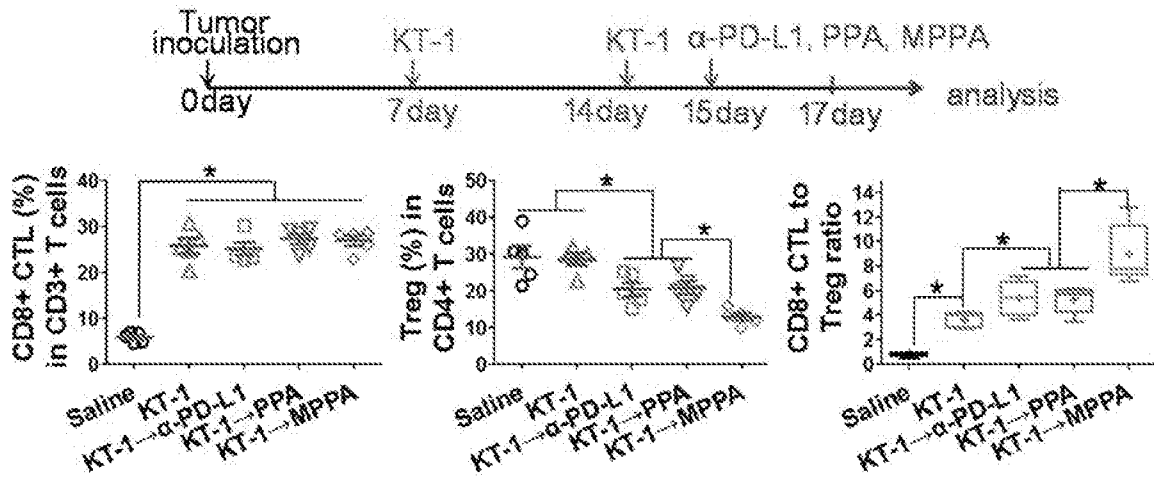 Tumor
inoculation
KT-1
KT-1
α-PD-L1, PPA, MPPA
0day
7day
14day
15day
17day
analysis
CD8+ CTL (%)
in CD3+ T cells
40
30
20
10
0
*
Saline
KT-1
KT-1→α-PD-L1
KT-1→PPA
KT-1→MPPA
Treg (%) in
CD4+ T cells
50
40
30
20
10
0
*
*
Saline
KT-1
KT-1→α-PD-L1
KT-1→PPA
KT-1→MPPA
CD8+ CTL to
Treg ratio
14
12
10
8
6
4
2
0
*
*
*
Saline
KT-1
KT-1→α-PD-L1
KT-1→PPA
KT-1→MPPA